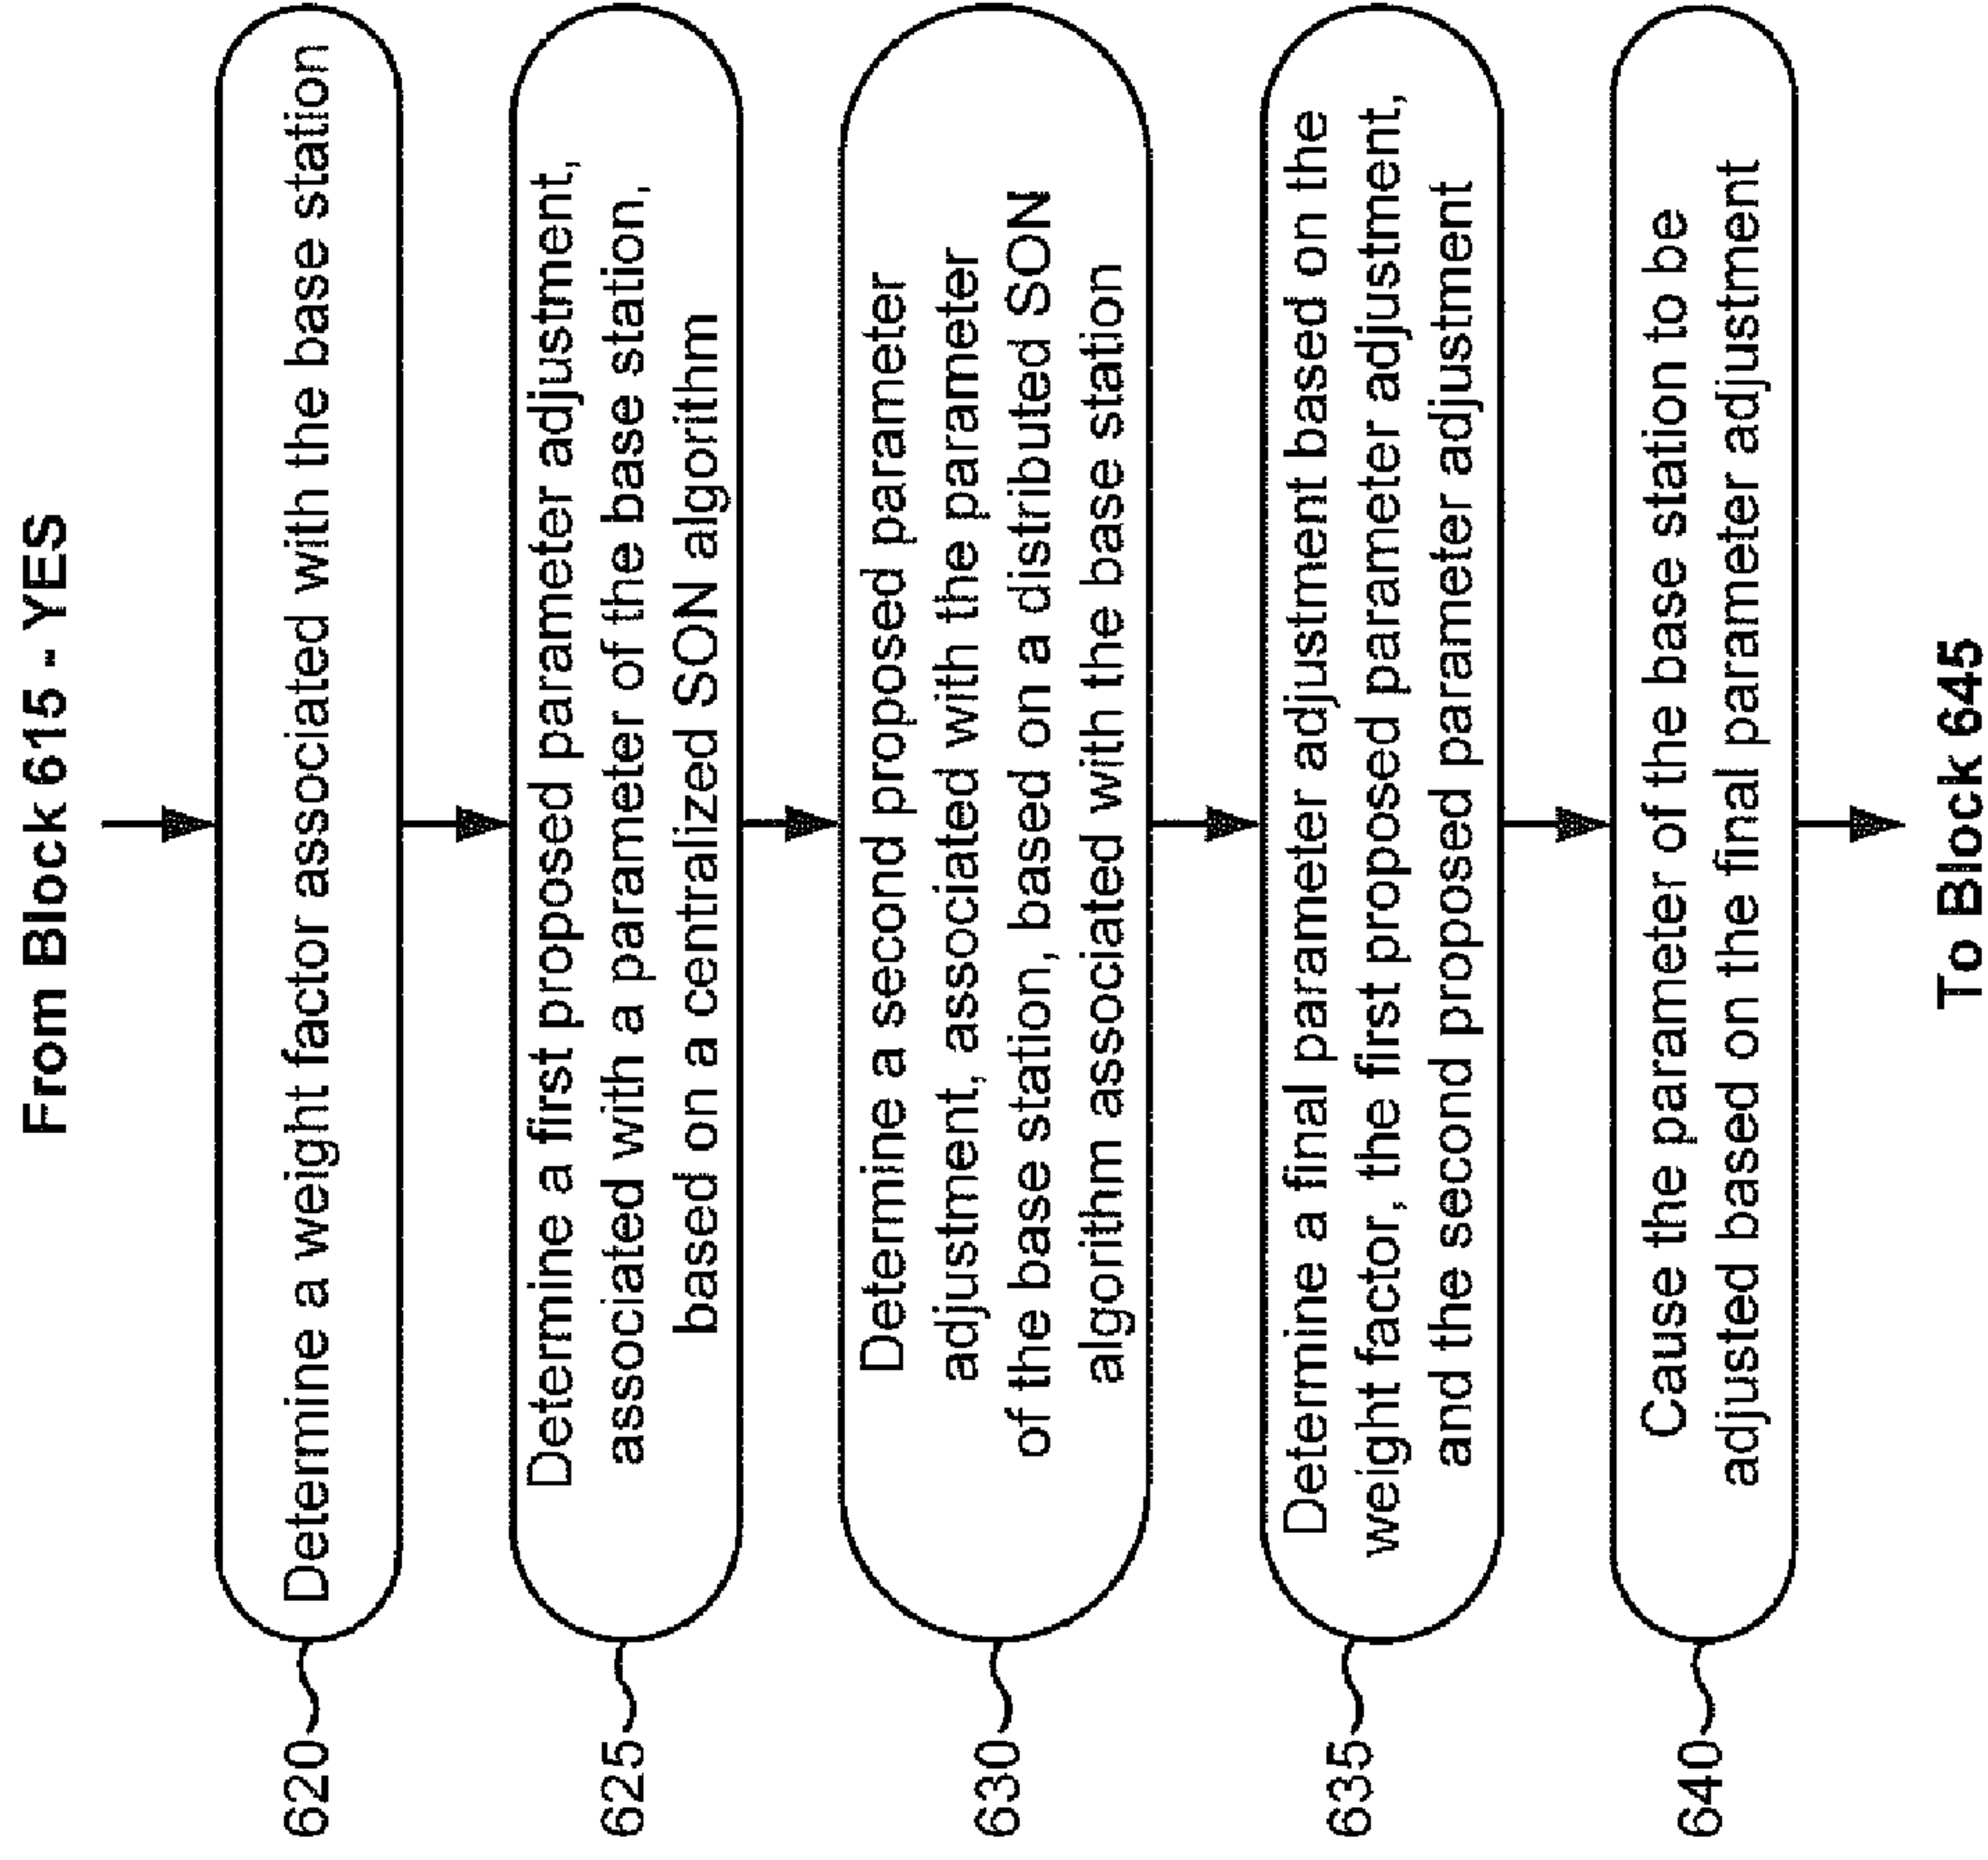 From Block 615 - YES
620
Determine a weight factor associated with the base station
625
Determine a first proposed parameter adjustment,
associated with a parameter of the base station,
based on a centralized SON algorithm
630
Determine a second proposed parameter
adjustment, associated with the parameter
of the base station, based on a distributed SON
algorithm associated with the base station
635
Determine a final parameter adjustment based on the
weight factor, the first proposed parameter adjustment,
and the second proposed parameter adjustment
640
Cause the parameter of the base station to be
adjusted based on the final parameter adjustment
To Block 645